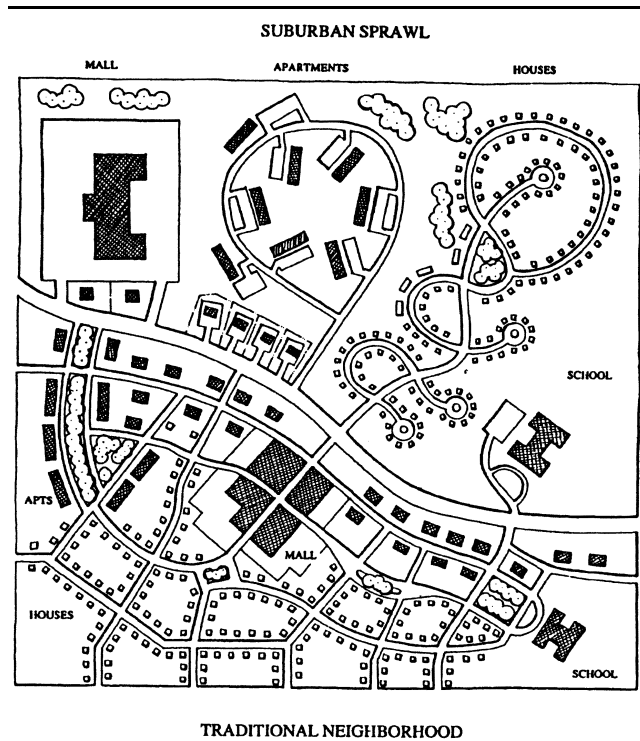 SUBURBAN SPRAWL
MALL APARTMENTS HOUSES
SCHOOL
APTS
MALL
HOUSES
SCHOOL
TRADITIONAL NEIGHBORHOOD